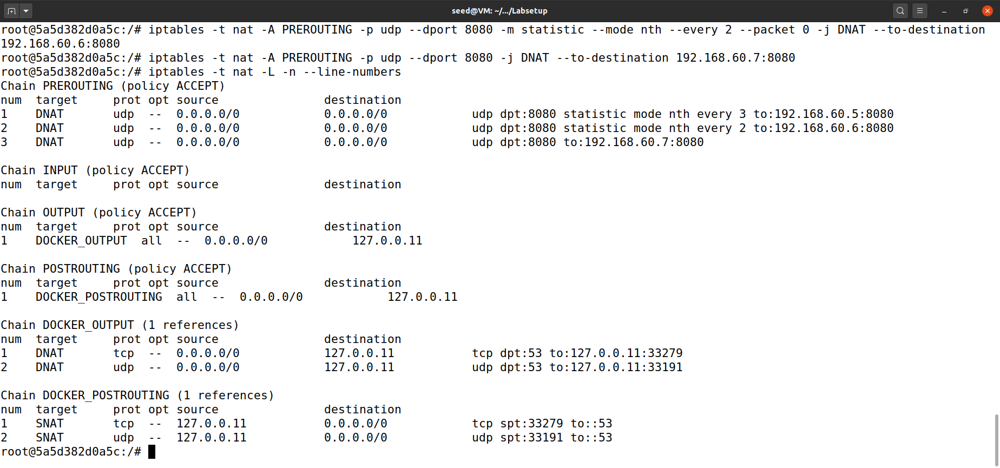 seed@VM: ~/.../Labsetup
root@5a5d382d0a5c:/# iptables -t nat -A PREROUTING -p udp --dport 8080 -m statistic --mode nth --every 2 --packet 0 -j DNAT --to-destination
192.168.60.6:8080
root@5a5d382d0a5c:/# iptables -t nat -A PREROUTING -p udp --dport 8080 -j DNAT --to-destination 192.168.60.7:8080
root@5a5d382d0a5c:/# iptables -t nat -L -n --line-numbers
Chain PREROUTING (policy ACCEPT)
num  target     prot opt source               destination
1    DNAT       udp  --  0.0.0.0/0            0.0.0.0/0            udp dpt:8080 statistic mode nth every 3 to:192.168.60.5:8080
2    DNAT       udp  --  0.0.0.0/0            0.0.0.0/0            udp dpt:8080 statistic mode nth every 2 to:192.168.60.6:8080
3    DNAT       udp  --  0.0.0.0/0            0.0.0.0/0            udp dpt:8080 to:192.168.60.7:8080
Chain INPUT (policy ACCEPT)
num  target     prot opt source               destination
Chain OUTPUT (policy ACCEPT)
num  target     prot opt source               destination
1    DOCKER_OUTPUT  all  --  0.0.0.0/0            127.0.0.11
Chain POSTROUTING (policy ACCEPT)
num  target     prot opt source               destination
1    DOCKER_POSTROUTING  all  --  0.0.0.0/0            127.0.0.11
Chain DOCKER_OUTPUT (1 references)
num  target     prot opt source               destination
1    DNAT       tcp  --  0.0.0.0/0            127.0.0.11           tcp dpt:53 to:127.0.0.11:33279
2    DNAT       udp  --  0.0.0.0/0            127.0.0.11           udp dpt:53 to:127.0.0.11:33191
Chain DOCKER_POSTROUTING (1 references)
num  target     prot opt source               destination
1    SNAT       tcp  --  127.0.0.11           0.0.0.0/0            tcp spt:33279 to::53
2    SNAT       udp  --  127.0.0.11           0.0.0.0/0            udp spt:33191 to::53
root@5a5d382d0a5c:/#